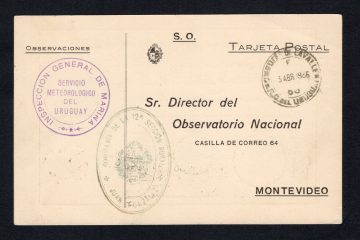 S. O.
OBSERVACIONES
TARJETA POSTAL
INSPECCION GENERAL DE MARINA
SERVICIO
METEOROLOGICO
DEL
URUGUAY
Sr. Director del
Observatorio Nacional
CASILLA DE CORREO 64
MONTEVIDEO